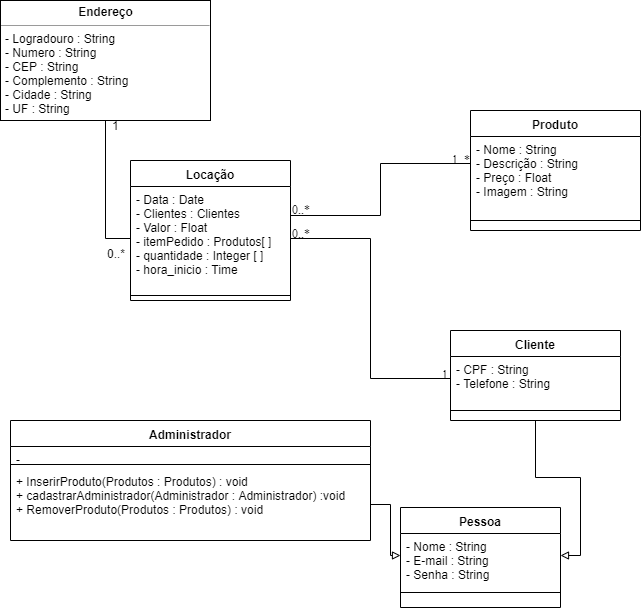 Endereço
- Logradouro : String
- Numero : String
- CEP : String
- Complemento : String
- Cidade : String
- UF : String
1
0..*
Locação
- Data : Date
- Clientes : Clientes
- Valor : Float
- itemPedido : Produtos[ ]
- quantidade : Integer [ ]
- hora_inicio : Time
0..*
0..*
1..*
Produto
- Nome : String
- Descrição : String
- Preço : Float
- Imagem : String
1
Cliente
- CPF : String
- Telefone : String
Administrador
-
+ InserirProduto(Produtos : Produtos) : void
+ cadastrarAdministrador(Administrador : Administrador) :void
+ RemoverProduto(Produtos : Produtos) : void
Pessoa
- Nome : String
- E-mail : String
- Senha : String